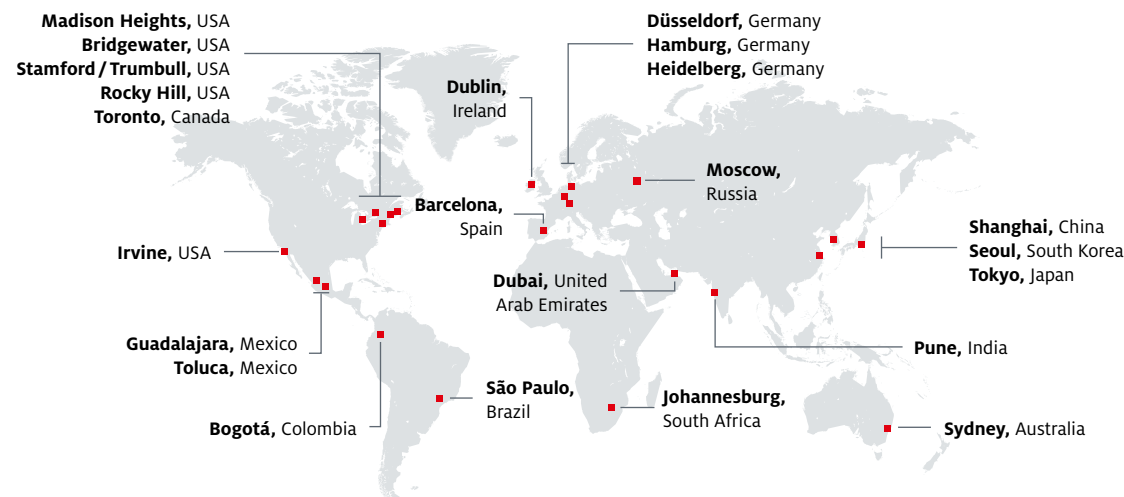 Madison Heights, USA
Bridgewater, USA
Stamford / Trumbull, USA
Rocky Hill, USA
Toronto, Canada
Düsseldorf, Germany
Hamburg, Germany
Heidelberg, Germany
Dublin,
Ireland
Moscow,
Russia
Barcelona,
Spain
Shanghai, China
Seoul, South Korea
Tokyo, Japan
Irvine, USA
Dubai, United
Arab Emirates
Guadalajara, Mexico
Toluca, Mexico
Pune, India
São Paulo,
Brazil
Johannesburg,
South Africa
Bogotá, Colombia
Sydney, Australia